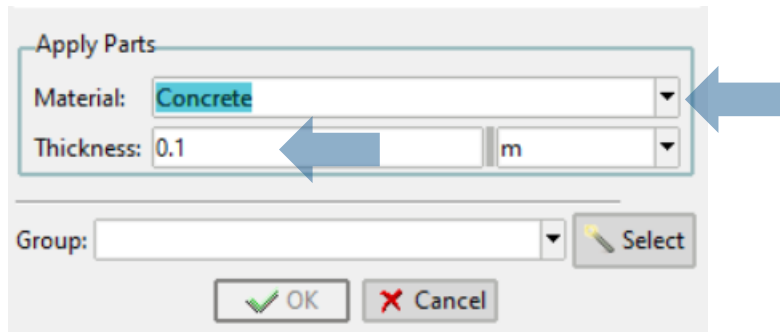 Apply Parts
Material: Concrete
Thickness: 0.1 m
Group: Select
OK Cancel